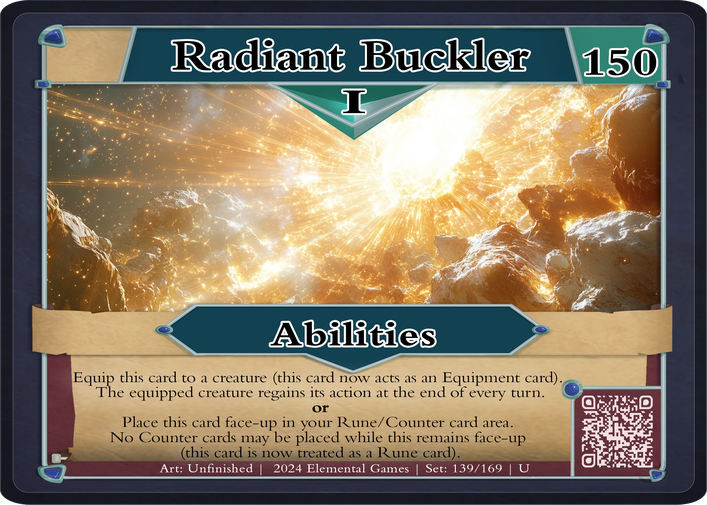 Radiant Buckler
150
I
Abilities
Equip this card to a creature (this card now acts as an Equipment card).
The equipped creature regains its action at the end of every turn.
or
Place this card face-up in your Rune/Counter card area.
No Counter cards may be placed while this remains face-up
(this card is now treated as a Rune card).
Art: Unfinished | 2024 Elemental Games | Set: 139/169 | U